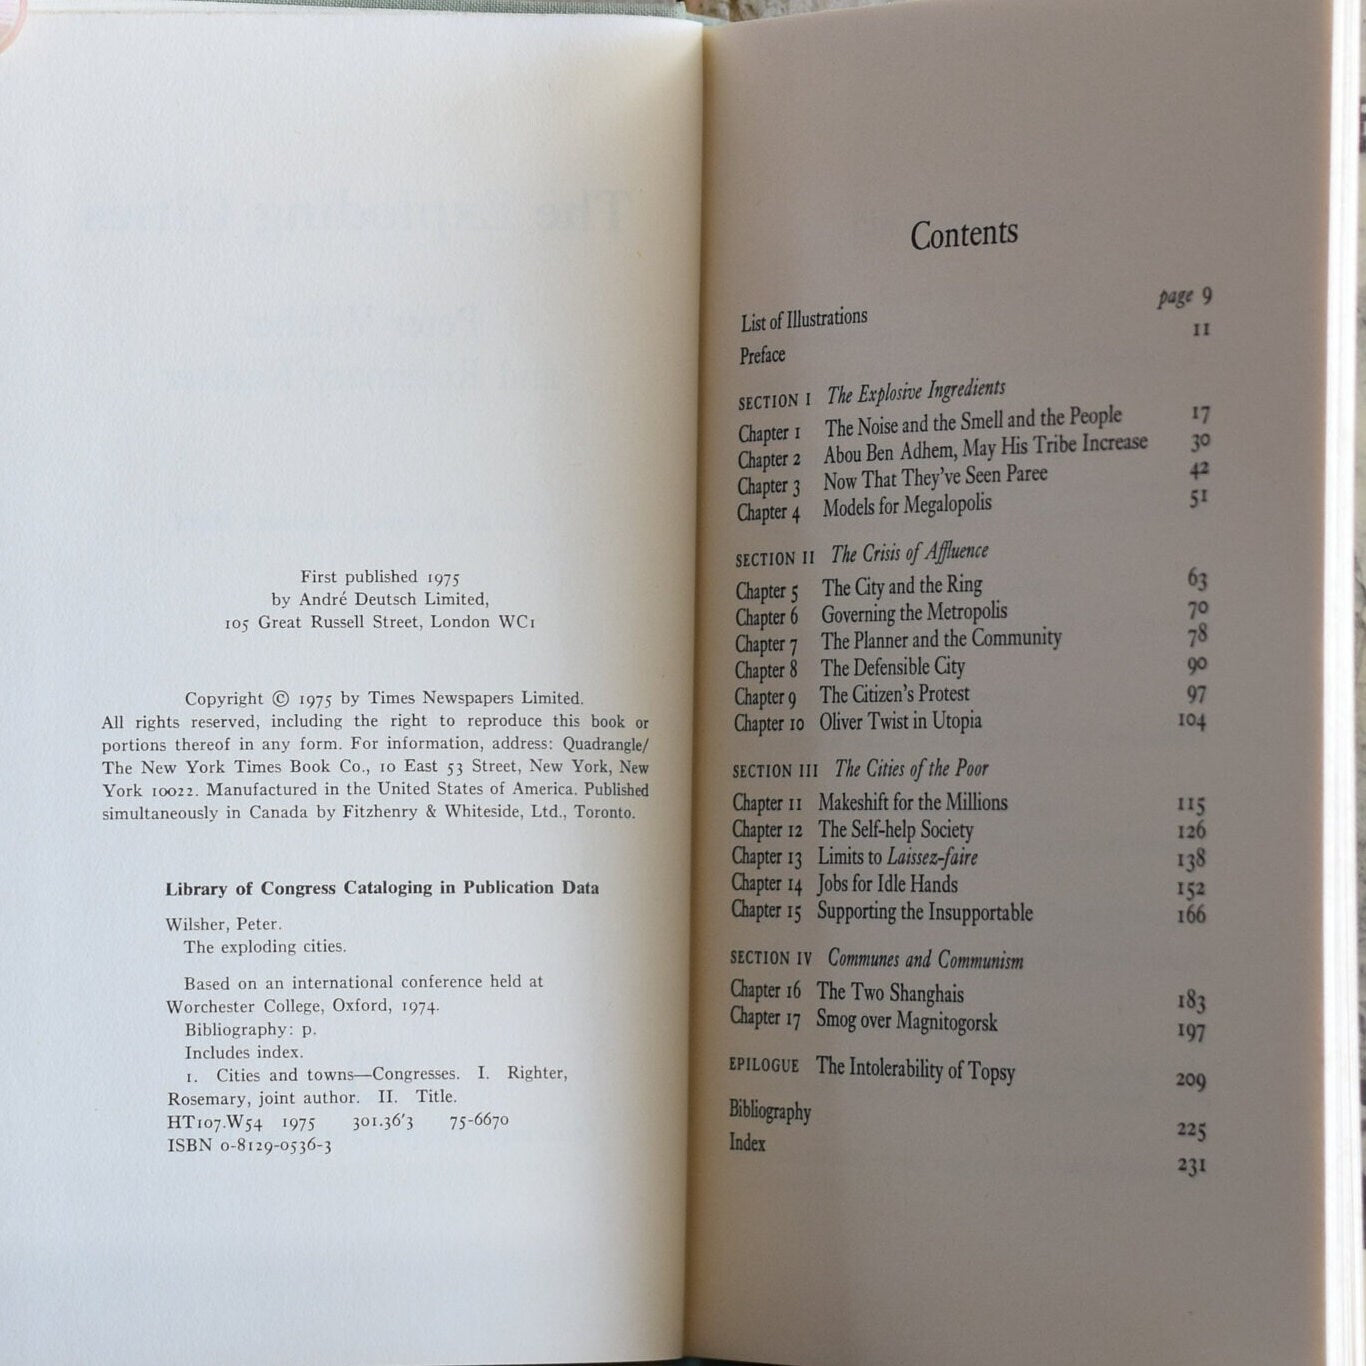 First published 1975
by André Deutsch Limited,
105 Great Russell Street, London WC1
Copyright © 1975 by Times Newspapers Limited.
All rights reserved, including the right to reproduce this book or
portions thereof in any form. For information, address: Quadrangle/
The New York Times Book Co., 10 East 53 Street, New York, New
York 10022. Manufactured in the United States of America. Published
simultaneously in Canada by Fitzhenry & Whiteside, Ltd., Toronto.
Library of Congress Cataloging in Publication Data
Wilsher, Peter.
The exploding cities.
Based on an international conference held at
Worchester College, Oxford, 1974.
Bibliography: p.
Includes index.
1. Cities and towns—Congresses. I. Righter,
Rosemary, joint author. II. Title.
HT107.W54 1975 301.36'3 75-6670
ISBN 0-8129-0536-3
Contents
List of Illustrations page 9
Preface 11
SECTION I The Explosive Ingredients
Chapter 1 The Noise and the Smell and the People 17
Chapter 2 Abou Ben Adhem, May His Tribe Increase 30
Chapter 3 Now That They've Seen Paree 42
Chapter 4 Models for Megalopolis 51
SECTION II The Crisis of Affluence
Chapter 5 The City and the Ring 63
Chapter 6 Governing the Metropolis 70
Chapter 7 The Planner and the Community 78
Chapter 8 The Defensible City 90
Chapter 9 The Citizen's Protest 97
Chapter 10 Oliver Twist in Utopia 104
SECTION III The Cities of the Poor
Chapter 11 Makeshift for the Millions 115
Chapter 12 The Self-help Society 126
Chapter 13 Limits to Laissez-faire 138
Chapter 14 Jobs for Idle Hands 152
Chapter 15 Supporting the Insupportable 166
SECTION IV Communes and Communism
Chapter 16 The Two Shanghais 183
Chapter 17 Smog over Magnitogorsk 197
EPILOGUE The Intolerability of Topsy 209
Bibliography 225
Index 231